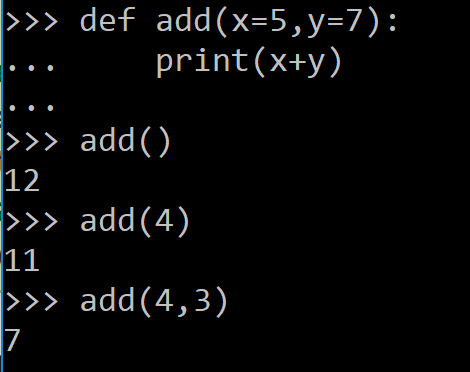 >>> def add(x=5,y=7):
...     print(x+y)
...
>>> add()
12
>>> add(4)
11
>>> add(4,3)
7